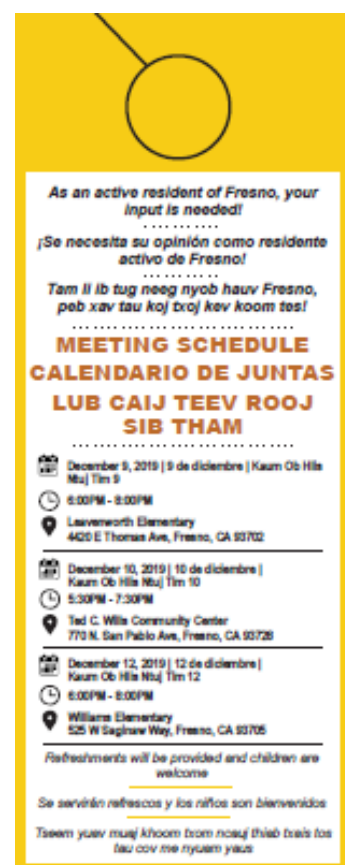 As an active resident of Fresno, your
input is needed!
¡Se necesita su opinión como residente
activo de Fresno!
Tam li ib tug neeg nyob hauv Fresno,
peb xav tau koj txoj kev koom tes!
MEETING SCHEDULE
CALENDARIO DE JUNTAS
LUB CAIJ TEEV ROOJ
SIB THAM
December 9, 2019 | 9 de diciembre | Kaum Ob Hlis
Ntuj Tim 9
6:00PM - 8:00PM
Leavenworth Elementary
4420 E Thomas Ave, Fresno, CA 93702
December 10, 2019 | 10 de diciembre |
Kaum Ob Hlis Ntuj Tim 10
5:30PM - 7:30PM
Ted C. Wills Community Center
770 N. San Pablo Ave, Fresno, CA 93728
December 12, 2019 | 12 de diciembre |
Kaum Ob Hlis Ntuj Tim 12
6:00PM - 8:00PM
Williams Elementary
525 W Saginaw Way, Fresno, CA 93705
Refreshments will be provided and children are
welcome
Se servirán refrescos y los niños son bienvenidos
Tseem yuav muaj khoom txom ncauj thiab txais tos
tau cov me nyuam yaus